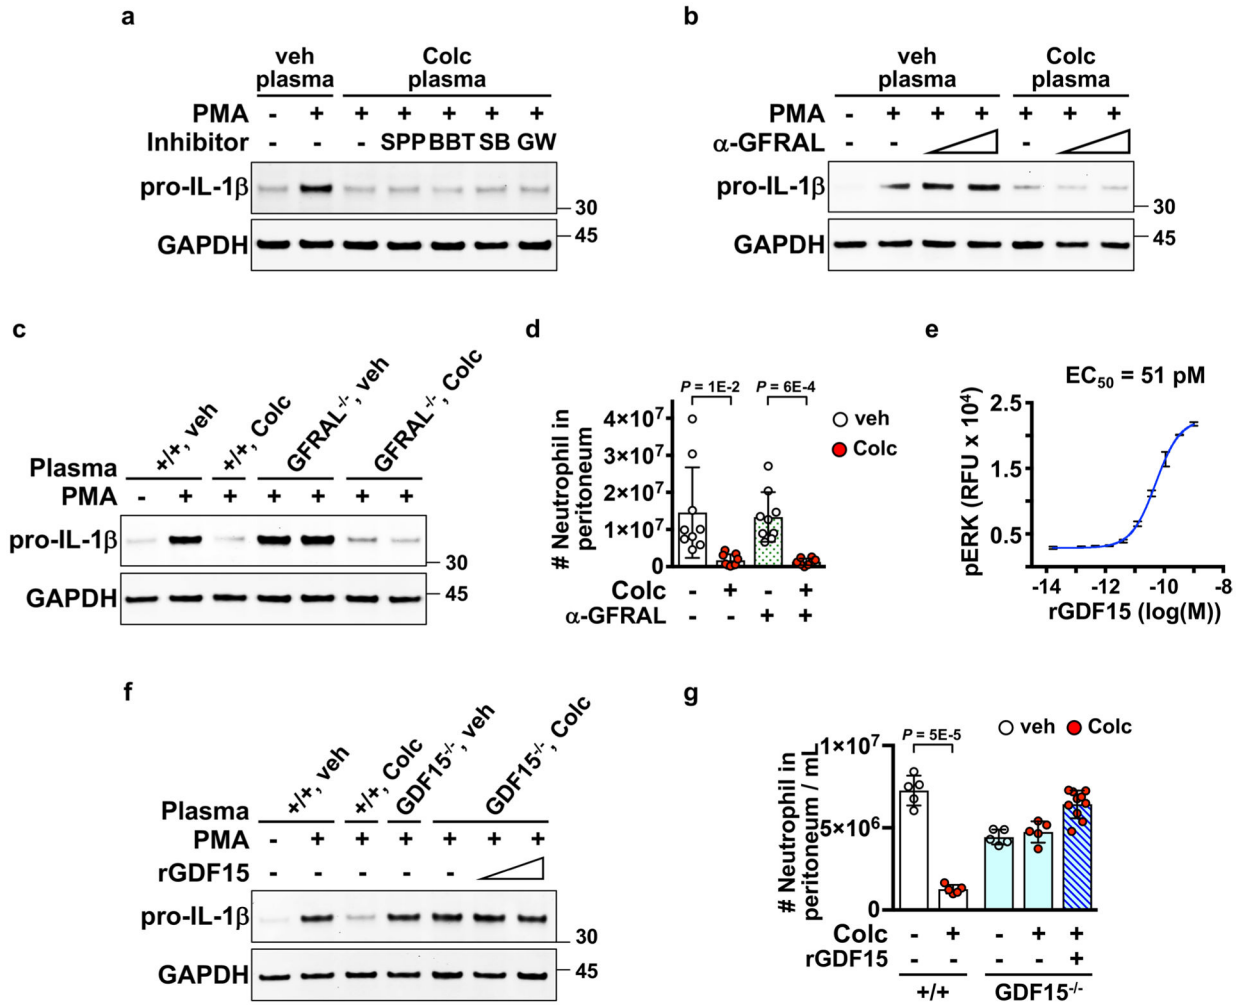 a
veh plasma
Colc plasma
PMA - + + + + + +
Inhibitor - - - SPP BBT SB GW
pro-IL-1β
30
GAPDH
45
b
veh plasma
Colc plasma
PMA - + + + + + +
α-GFRAL - - -
pro-IL-1β
30
GAPDH
45
c
Plasma
+/+, veh
+/+, Colc
GFRAL-/-, veh
GFRAL-/-, Colc
PMA - + + + + + +
pro-IL-1β
30
GAPDH
45
d
P = 1E-2
P = 6E-4
veh
Colc
# Neutrophil in
peritoneum
4×10⁷
3×10⁷
2×10⁷
1×10⁷
0
Colc - + - +
α-GFRAL - - + +
e
EC₅₀ = 51 pM
pERK (RFU x 10⁴)
2.5
1.5
0.5
-14 -12 -10 -8
rGDF15 (log(M))
f
Plasma
+/+, veh
+/+, Colc
GDF15-/-, veh
GDF15-/-, Colc
PMA - + + + + + +
rGDF15 - - - - -
pro-IL-1β
30
GAPDH
45
g
veh
Colc
P = 5E-5
# Neutrophil in
peritoneum / mL
1×10⁷
5×10⁶
0
Colc - + - + +
rGDF15 - - - - +
+/+
GDF15-/-